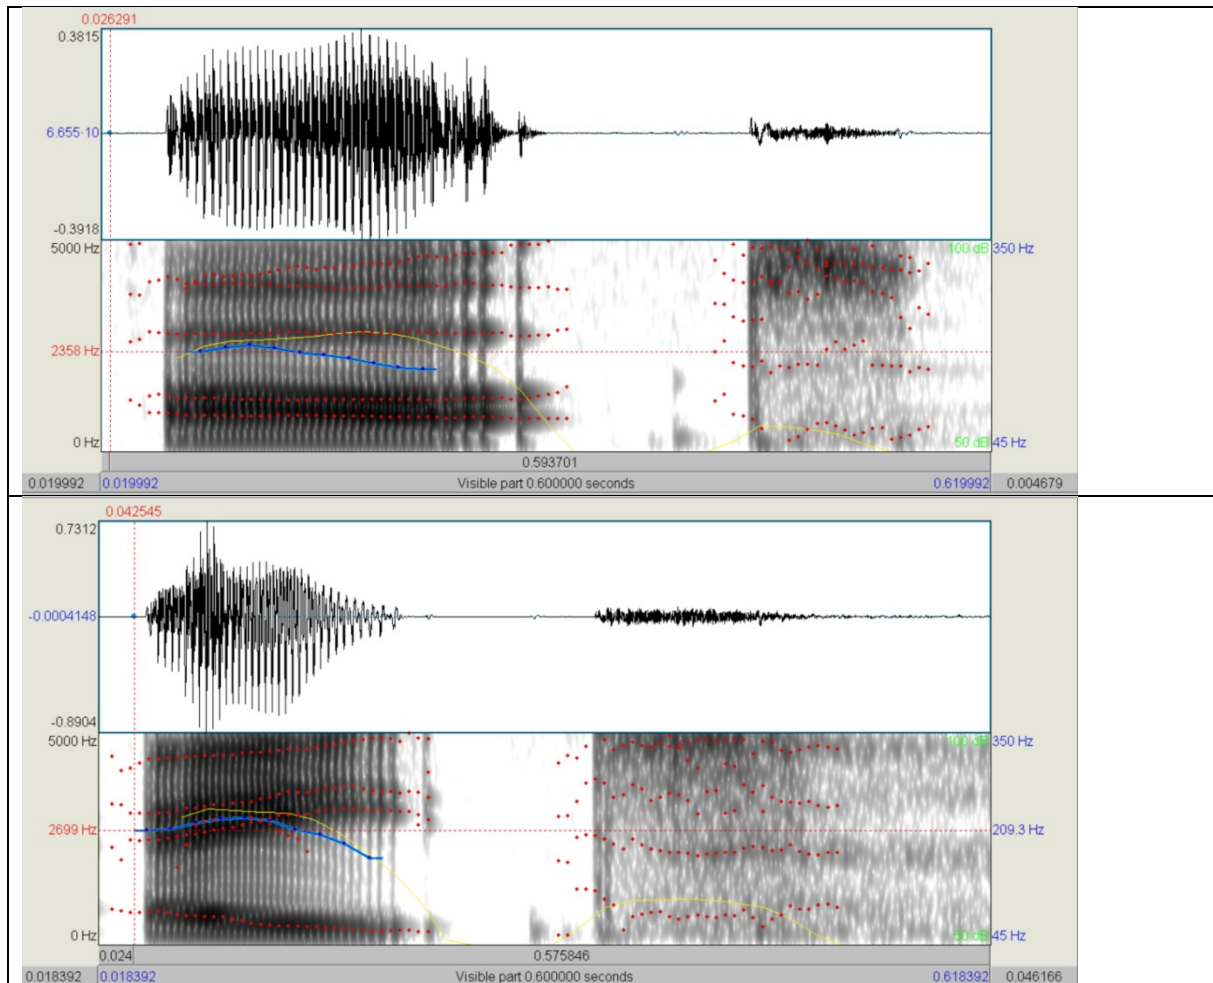 0.026291
0.3815
6.655·10
-0.3918
5000 Hz 100 dB 350 Hz
2358 Hz
0 Hz 50 dB 45 Hz
0.593701
0.019992 0.019992 Visible part 0.600000 seconds 0.619992 0.004679
0.042545
0.7312
-0.0004148
-0.8904
5000 Hz 100 dB 350 Hz
2699 Hz 209.3 Hz
0 Hz 50 dB 45 Hz
0.024 0.575846
0.018392 0.018392 Visible part 0.600000 seconds 0.618392 0.046166